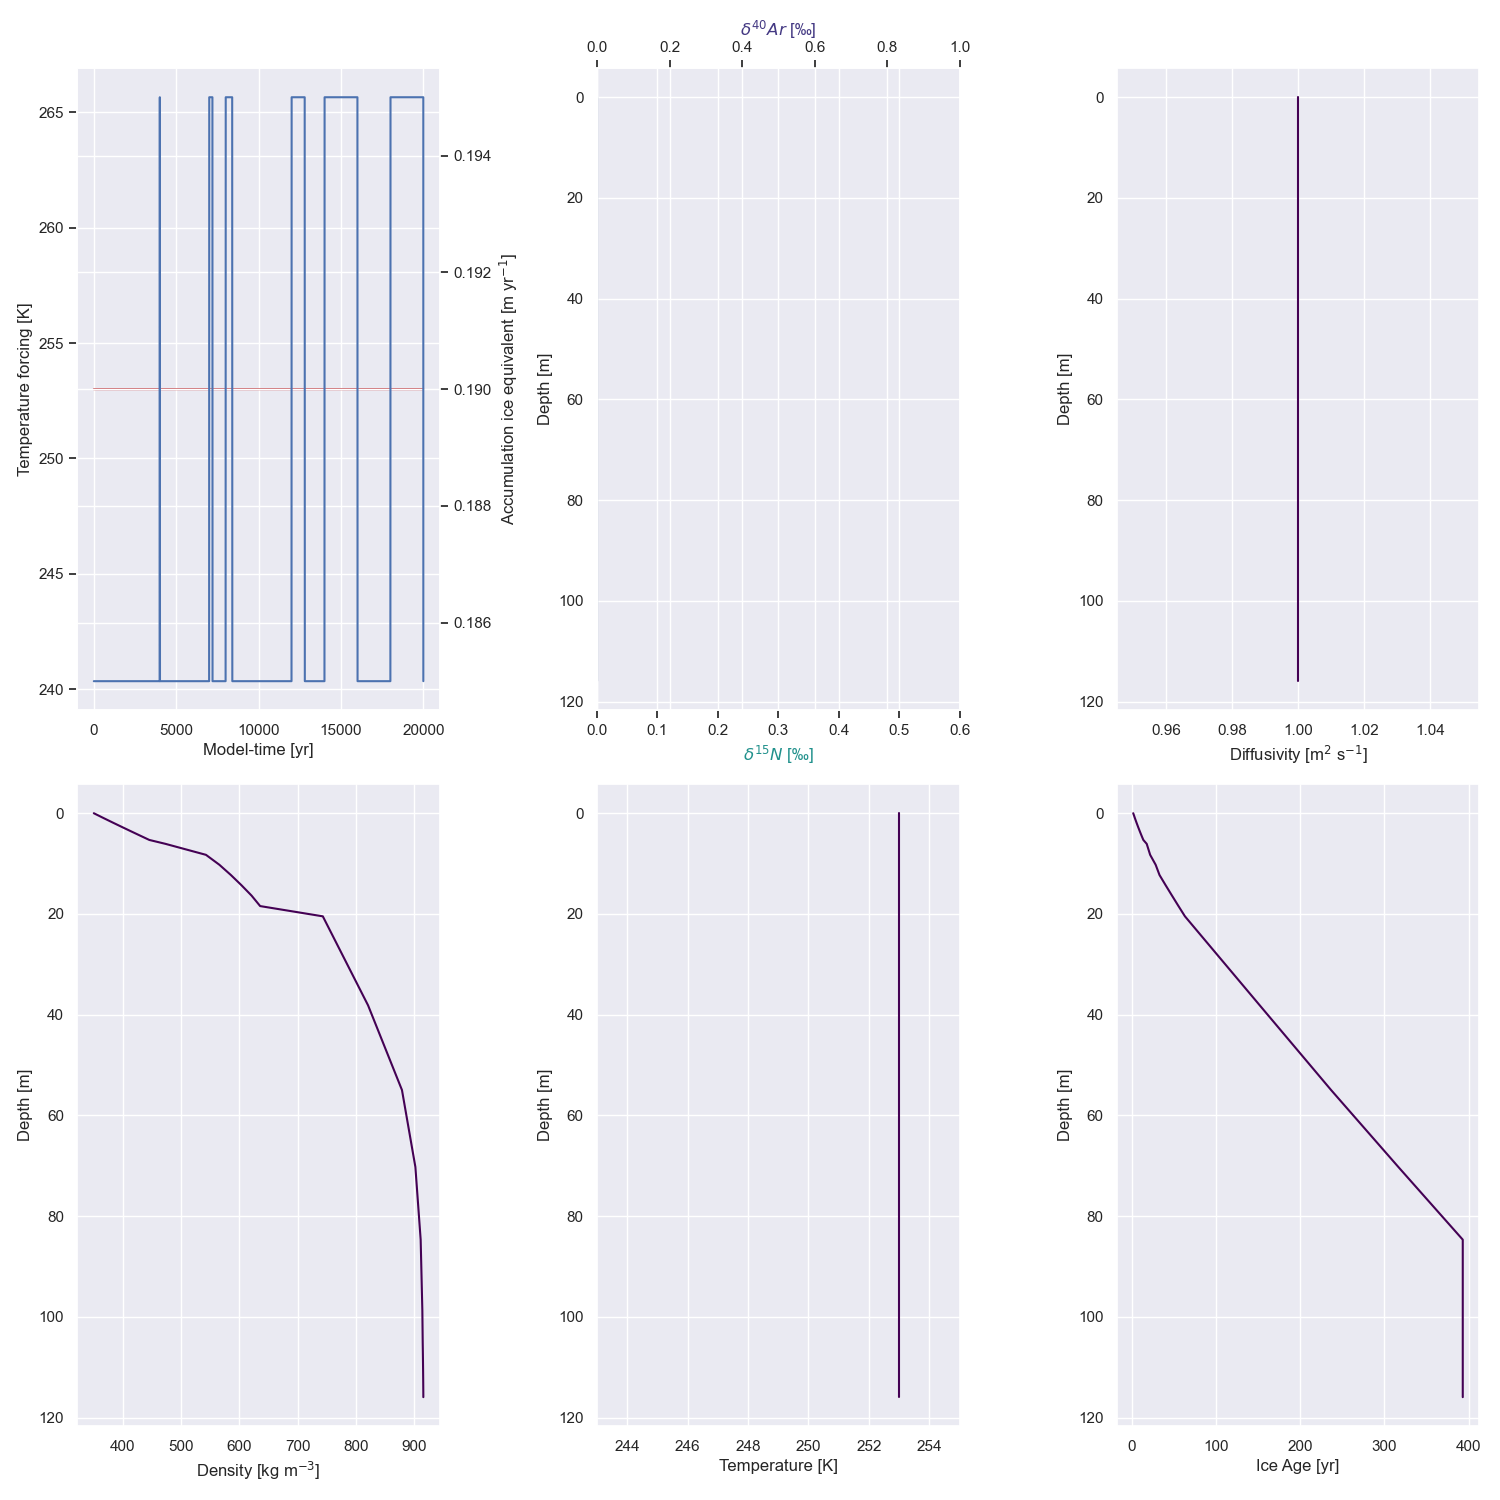 δ⁴⁰Ar [‰]
0.0 0.2 0.4 0.6 0.8 1.0
Temperature forcing [K]
265
260
255
250
245
240
0 5000 10000 15000 20000
Model-time [yr]
0.194
0.192
0.190
0.188
0.186
Accumulation ice equivalent [m yr⁻¹]
Depth [m]
0
20
40
60
80
100
120
0.0 0.1 0.2 0.3 0.4 0.5 0.6
δ¹⁵N [‰]
Depth [m]
0
20
40
60
80
100
120
0.96 0.98 1.00 1.02 1.04
Diffusivity [m² s⁻¹]
Depth [m]
0
20
40
60
80
100
120
400 500 600 700 800 900
Density [kg m⁻³]
Depth [m]
0
20
40
60
80
100
120
244 246 248 250 252 254
Temperature [K]
Depth [m]
0
20
40
60
80
100
120
0 100 200 300 400
Ice Age [yr]